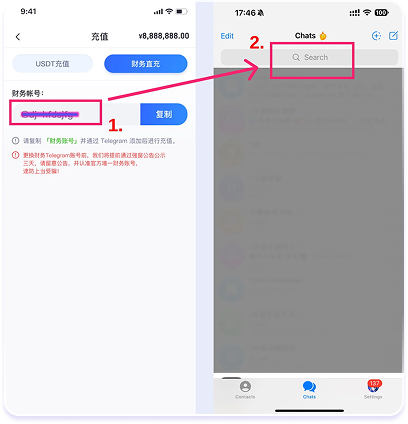 9:41
充值
¥8,888,888.00
USDT充值
财务直充
财务帐号：
复制
1.
请复制「财务账号」并通过 Telegram 添加后进行充值。
更换财务Telegram账号前，我们将提前通过强窗公告公示
三天，请留意公告，并认准官方唯一财务账号，
谨防上当受骗！
17:46
100
Edit
Chats
2.
Search
Contacts
Chats
137
Settings